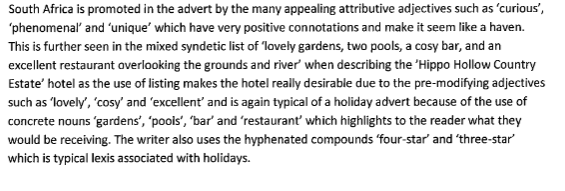 South Africa is promoted in the advert by the many appealing attributive adjectives such as ‘curious’,
‘phenomenal’ and ‘unique’ which have very positive connotations and make it seem like a haven.
This is further seen in the mixed syndetic list of ‘lovely gardens, two pools, a cosy bar, and an
excellent restaurant overlooking the grounds and river’ when describing the ‘Hippo Hollow Country
Estate’ hotel as the use of listing makes the hotel really desirable due to the pre-modifying adjectives
such as ‘lovely’, ‘cosy’ and ‘excellent’ and is again typical of a holiday advert because of the use of
concrete nouns ‘gardens’, ‘pools’, ‘bar’ and ‘restaurant’ which highlights to the reader what they
would be receiving. The writer also uses the hyphenated compounds ‘four-star’ and ‘three-star’
which is typical lexis associated with holidays.